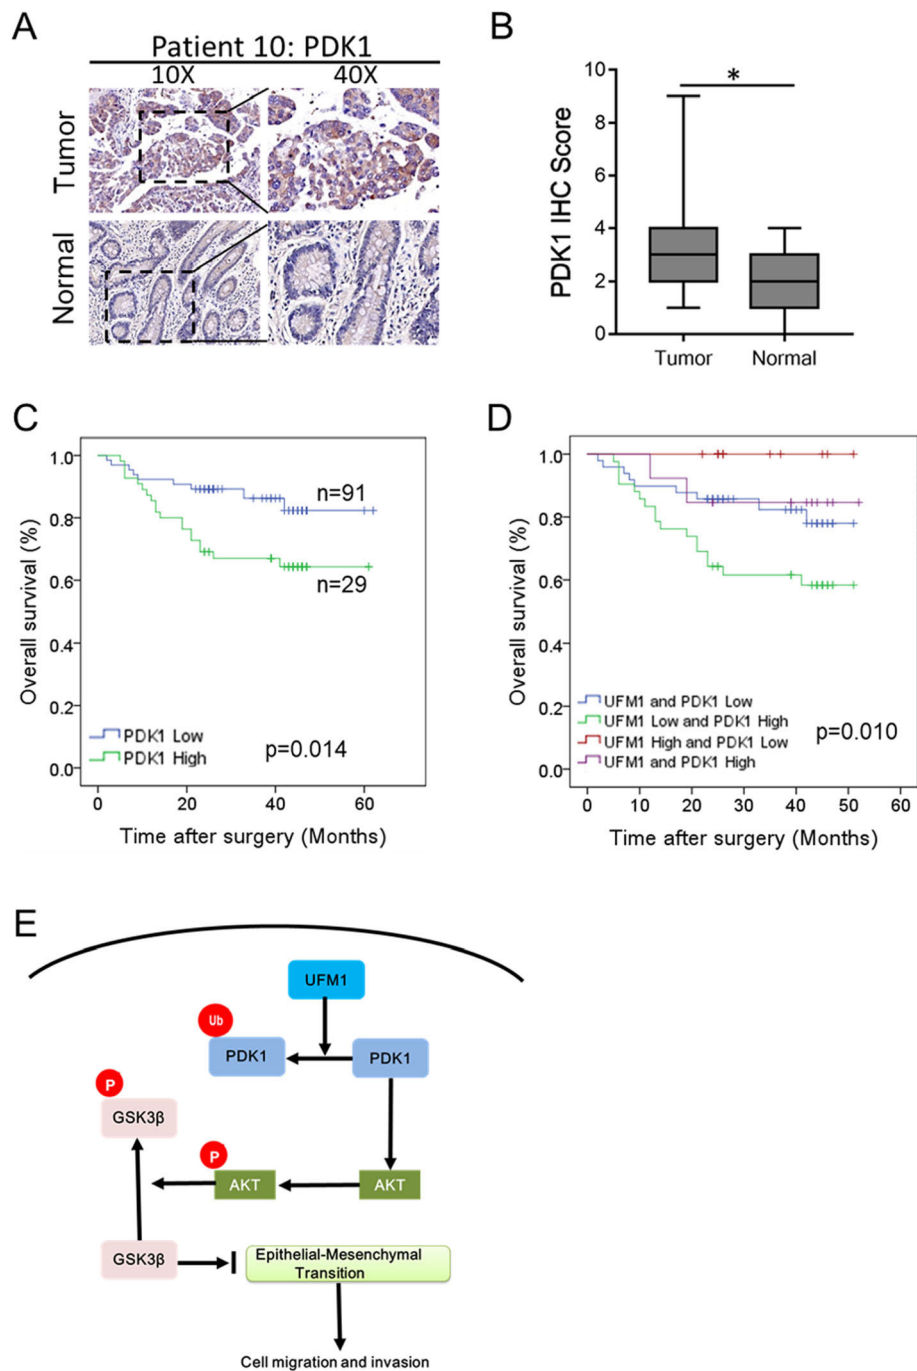 A
Patient 10: PDK1
10X 40X
Tumor
Normal
B
PDK1 IHC Score
10
8
6
4
2
0
*
Tumor Normal
C
Overall survival (%)
1.0
0.8
0.6
0.4
0.2
0.0
n=91
n=29
PDK1 Low
PDK1 High
p=0.014
0 20 40 60
Time after surgery (Months)
D
Overall survival (%)
1.0
0.8
0.6
0.4
0.2
0.0
UFM1 and PDK1 Low
UFM1 Low and PDK1 High
UFM1 High and PDK1 Low
UFM1 and PDK1 High
p=0.010
0 10 20 30 40 50 60
Time after surgery (Months)
E
UFM1
Ub
PDK1 PDK1
P
GSK3β
P
AKT AKT
GSK3β
Epithelial-Mesenchymal
Transition
Cell migration and invasion